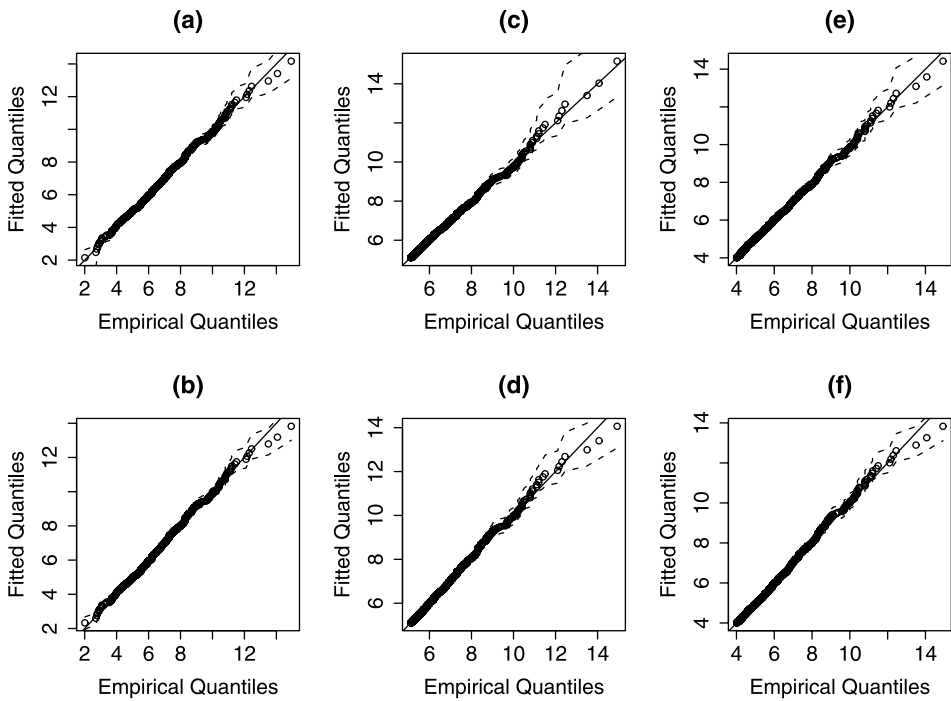 (a)
Fitted Quantiles
2 4 6 8 12
2 4 6 8 12
Empirical Quantiles
(c)
Fitted Quantiles
6 8 10 14
6 8 10 12 14
Empirical Quantiles
(e)
Fitted Quantiles
4 6 8 10 14
4 6 8 10 14
Empirical Quantiles
(b)
Fitted Quantiles
2 4 6 8 12
2 4 6 8 12
Empirical Quantiles
(d)
Fitted Quantiles
6 8 10 12 14
6 8 10 12 14
Empirical Quantiles
(f)
Fitted Quantiles
4 6 8 10 14
4 6 8 10 14
Empirical Quantiles